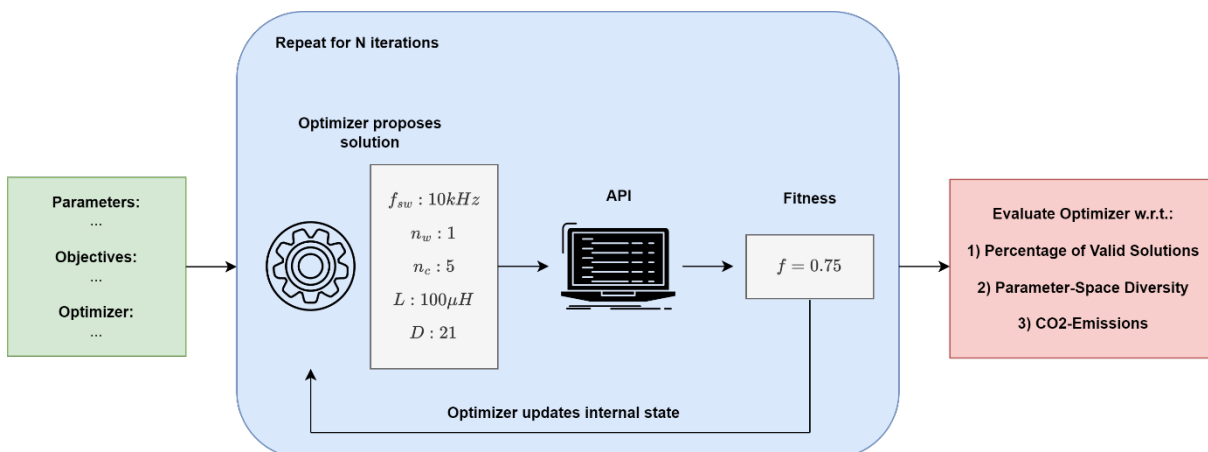 Repeat for N iterations
Optimizer proposes
solution
Parameters:
...
Objectives:
...
Optimizer:
...
f_{sw} : 10kHz
n_w : 1
n_c : 5
L : 100μH
D : 21
API
Fitness
f = 0.75
Optimizer updates internal state
Evaluate Optimizer w.r.t.:
1) Percentage of Valid Solutions
2) Parameter-Space Diversity
3) CO2-Emissions